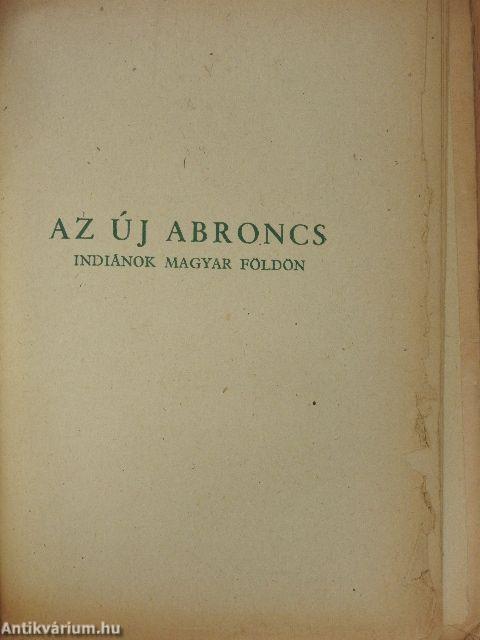 AZ ÚJ ABRONCS
INDIÁNOK MAGYAR FÖLDÖN
Antikvárium.hu